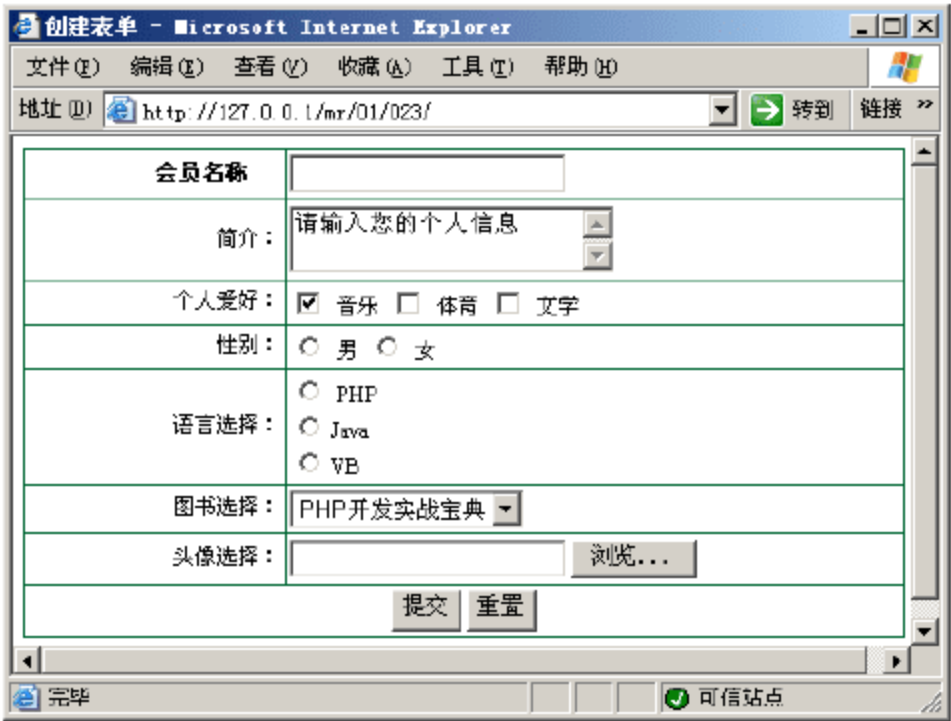 创建表单 - Microsoft Internet Explorer
文件(F) 编辑(E) 查看(V) 收藏(A) 工具(T) 帮助(H)
地址(D) http://127.0.0.1/mr/01/023/ 转到 链接 »
会员名称
简介： 请输入您的个人信息
个人爱好： 音乐 体育 文学
性别： 男 女
语言选择： PHP
Java
VB
图书选择： PHP开发实战宝典
头像选择： 浏览...
提交 重置
完毕 可信站点